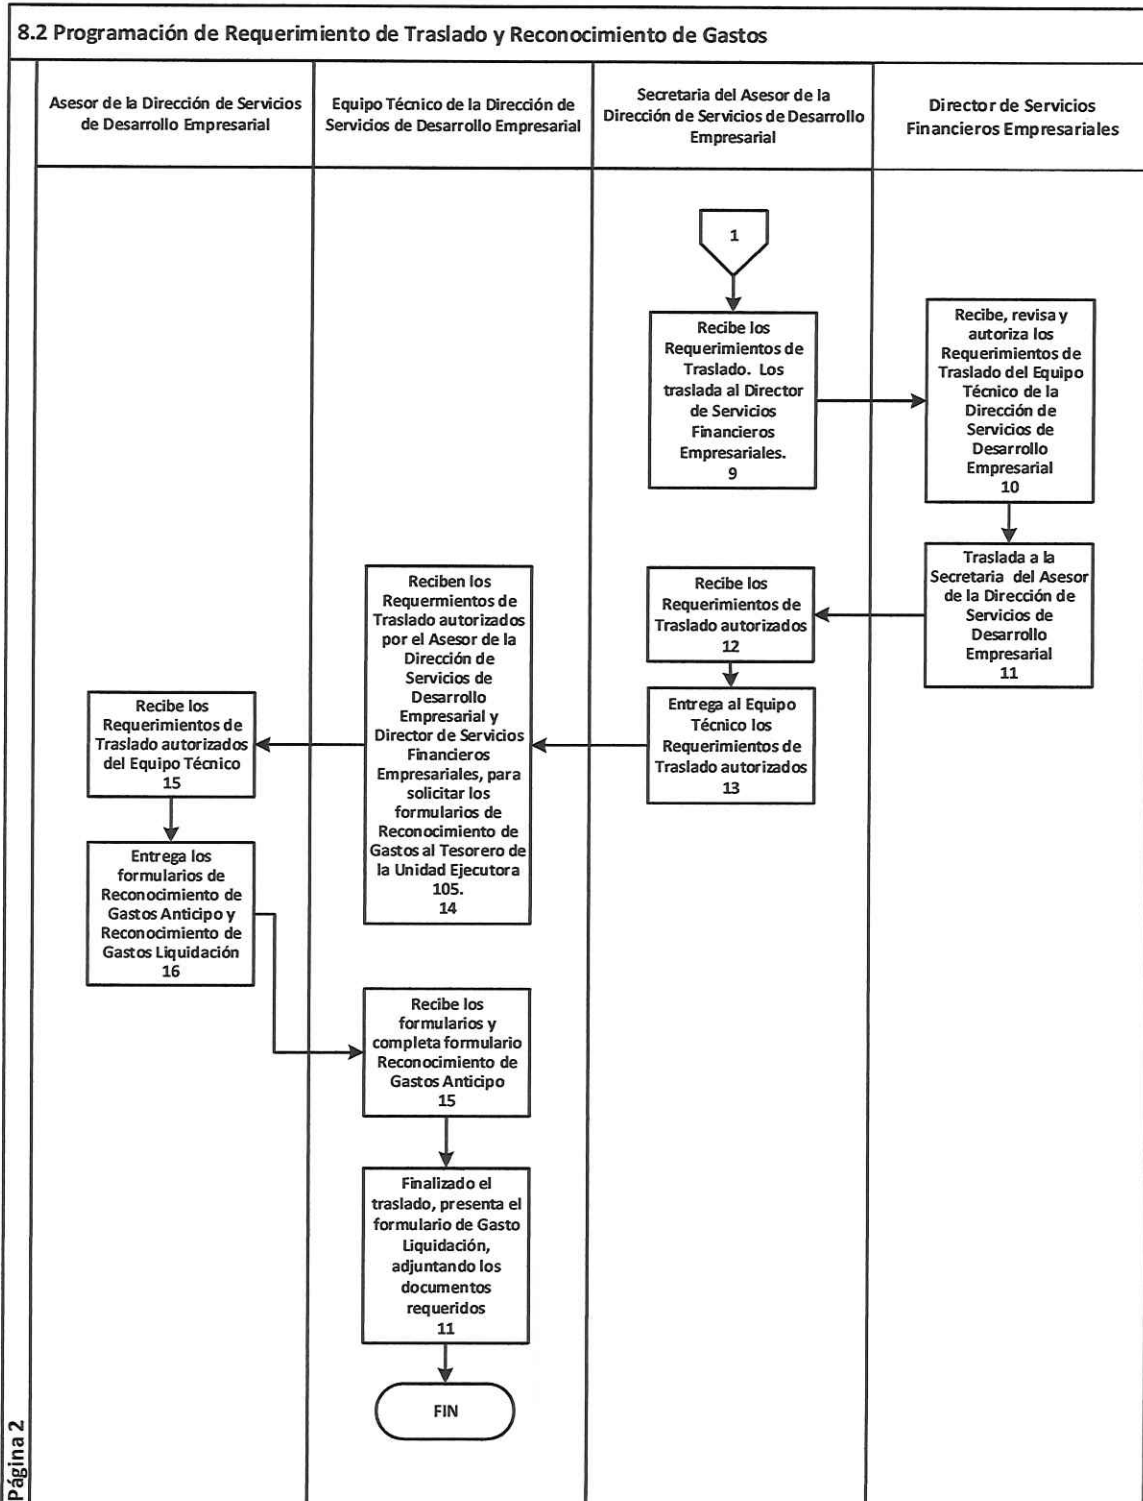 8.2 Programación de Requerimiento de Traslado y Reconocimiento de Gastos
Asesor de la Dirección de Servicios
de Desarrollo Empresarial
Equipo Técnico de la Dirección de
Servicios de Desarrollo Empresarial
Secretaria del Asesor de la
Dirección de Servicios de Desarrollo
Empresarial
Director de Servicios
Financieros Empresariales
1
Recibe los
Requerimientos de
Traslado. Los
traslada al Director
de Servicios
Financieros
Empresariales.
9
Recibe, revisa y
autoriza los
Requerimientos de
Traslado del Equipo
Técnico de la
Dirección de
Servicios de
Desarrollo
Empresarial
10
Traslada a la
Secretaria del Asesor
de la Dirección de
Servicios de
Desarrollo
Empresarial
11
Recibe los
Requerimientos de
Traslado autorizados
12
Entrega al Equipo
Técnico los
Requerimientos de
Traslado autorizados
13
Reciben los
Requermientos de
Traslado autorizados
por el Asesor de la
Dirección de
Servicios de
Desarrollo
Empresarial y
Director de Servicios
Financieros
Empresariales, para
solicitar los
formularios de
Reconocimiento de
Gastos al Tesorero de
la Unidad Ejecutora
105.
14
Recibe los
Requerimientos de
Traslado autorizados
del Equipo Técnico
15
Entrega los
formularios de
Reconocimiento de
Gastos Anticipo y
Reconocimiento de
Gastos Liquidación
16
Recibe los
formularios y
completa formulario
Reconocimiento de
Gastos Anticipo
15
Finalizado el
traslado, presenta el
formulario de Gasto
Liquidación,
adjuntando los
documentos
requeridos
11
FIN
Página 2